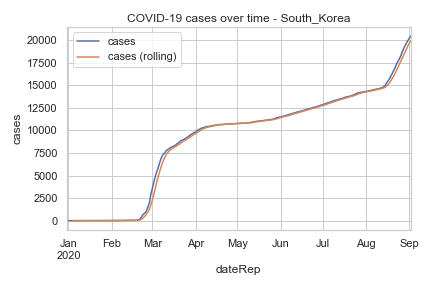 COVID-19 cases over time - South_Korea
cases
cases (rolling)
cases
20000
17500
15000
12500
10000
7500
5000
2500
0
Jan Feb Mar Apr May Jun Jul Aug Sep
2020
dateRep